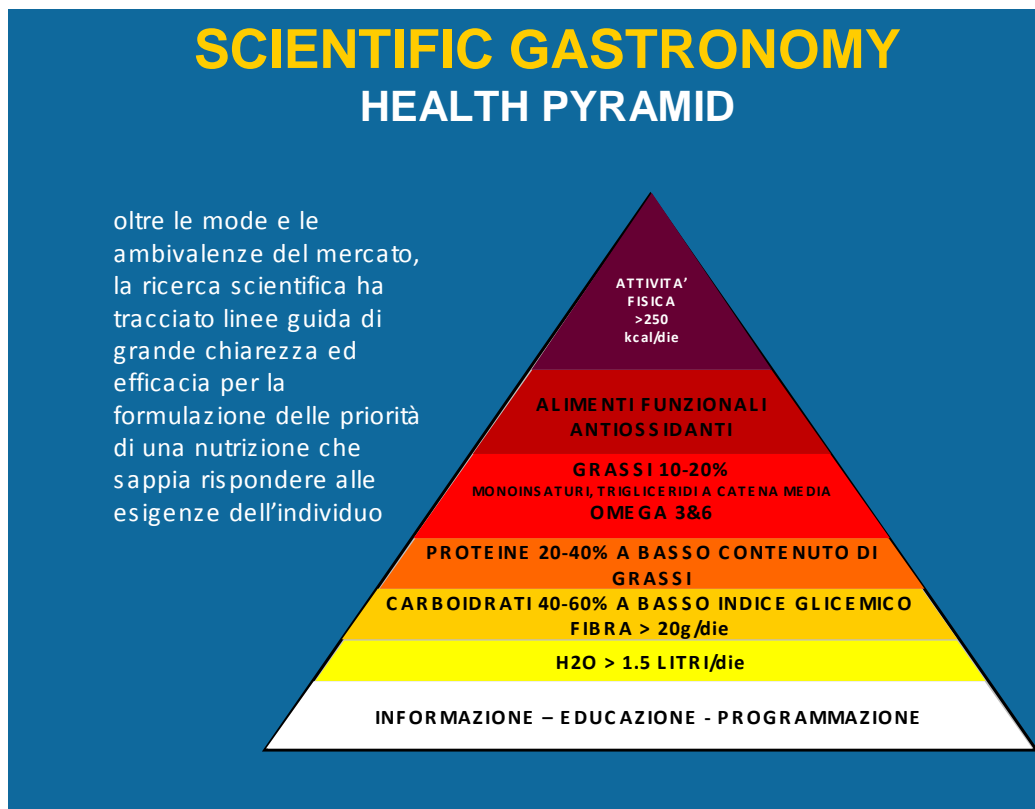 SCIENTIFIC GASTRONOMY
HEALTH PYRAMID
oltre le mode e le
ambivalenze del mercato,
la ricerca scientifica ha
tracciato linee guida di
grande chiarezza ed
efficacia per la
formulazione delle priorità
di una nutrizione che
sappia rispondere alle
esigenze dell'individuo
ATTIVITA'
FISICA
>250
kcal/die
ALIMENTI FUNZIONALI
ANTIOSSIDANTI
GRASSI 10-20%
MONOINSATURI, TRIGLICERIDI A CATENA MEDIA
OMEGA 3&6
PROTEINE 20-40% A BASSO CONTENUTO DI
GRASSI
CARBOIDRATI 40-60% A BASSO INDICE GLICEMICO
FIBRA > 20g/die
H2O > 1.5 LITRI/die
INFORMAZIONE – EDUCAZIONE - PROGRAMMAZIONE